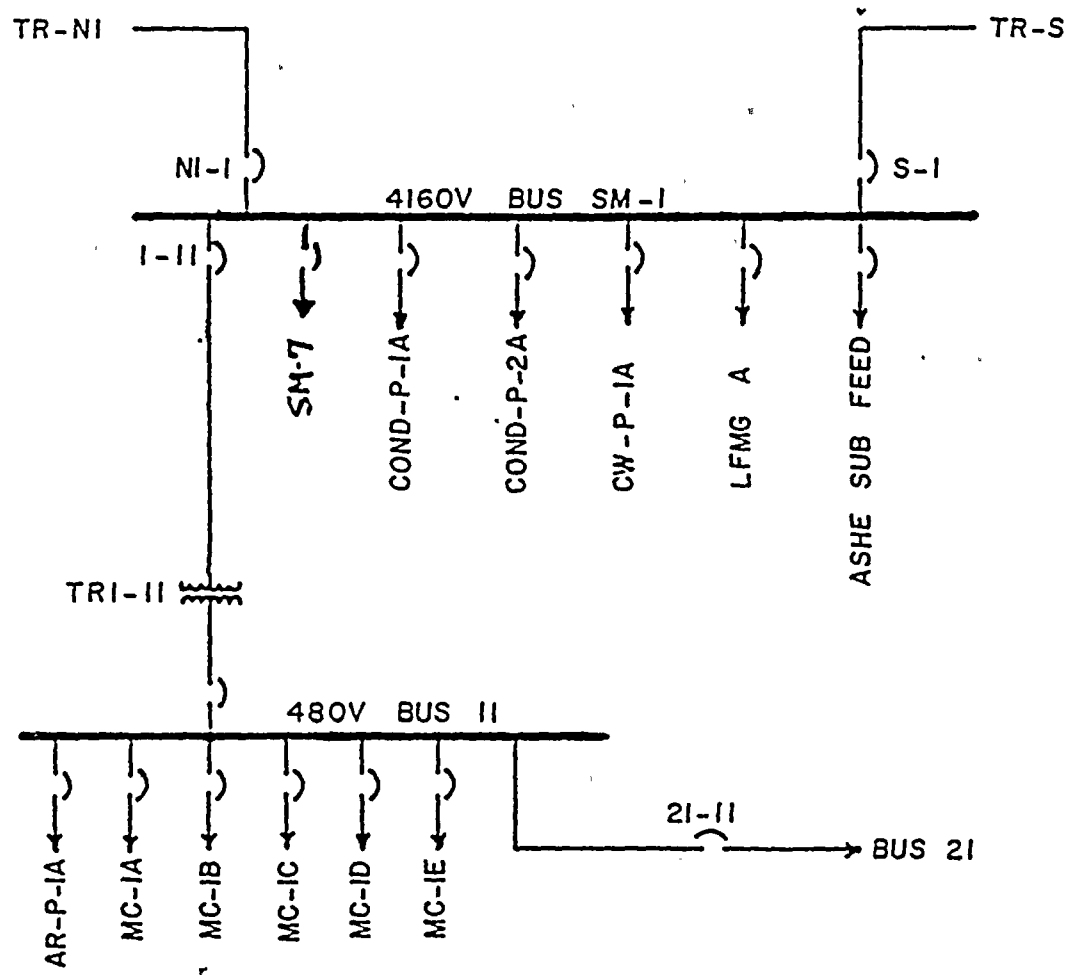 TR-N1
TR-S
N1-1
S-1
4160V BUS SM-1
1-11
SM-7
COND-P-1A
COND-P-2A
CW-P-1A
LFMG A
ASHE SUB FEED
TR1-11
480V BUS 11
21-11
BUS 21
AR-P-1A
MC-1A
MC-1B
MC-1C
MC-1D
MC-1E